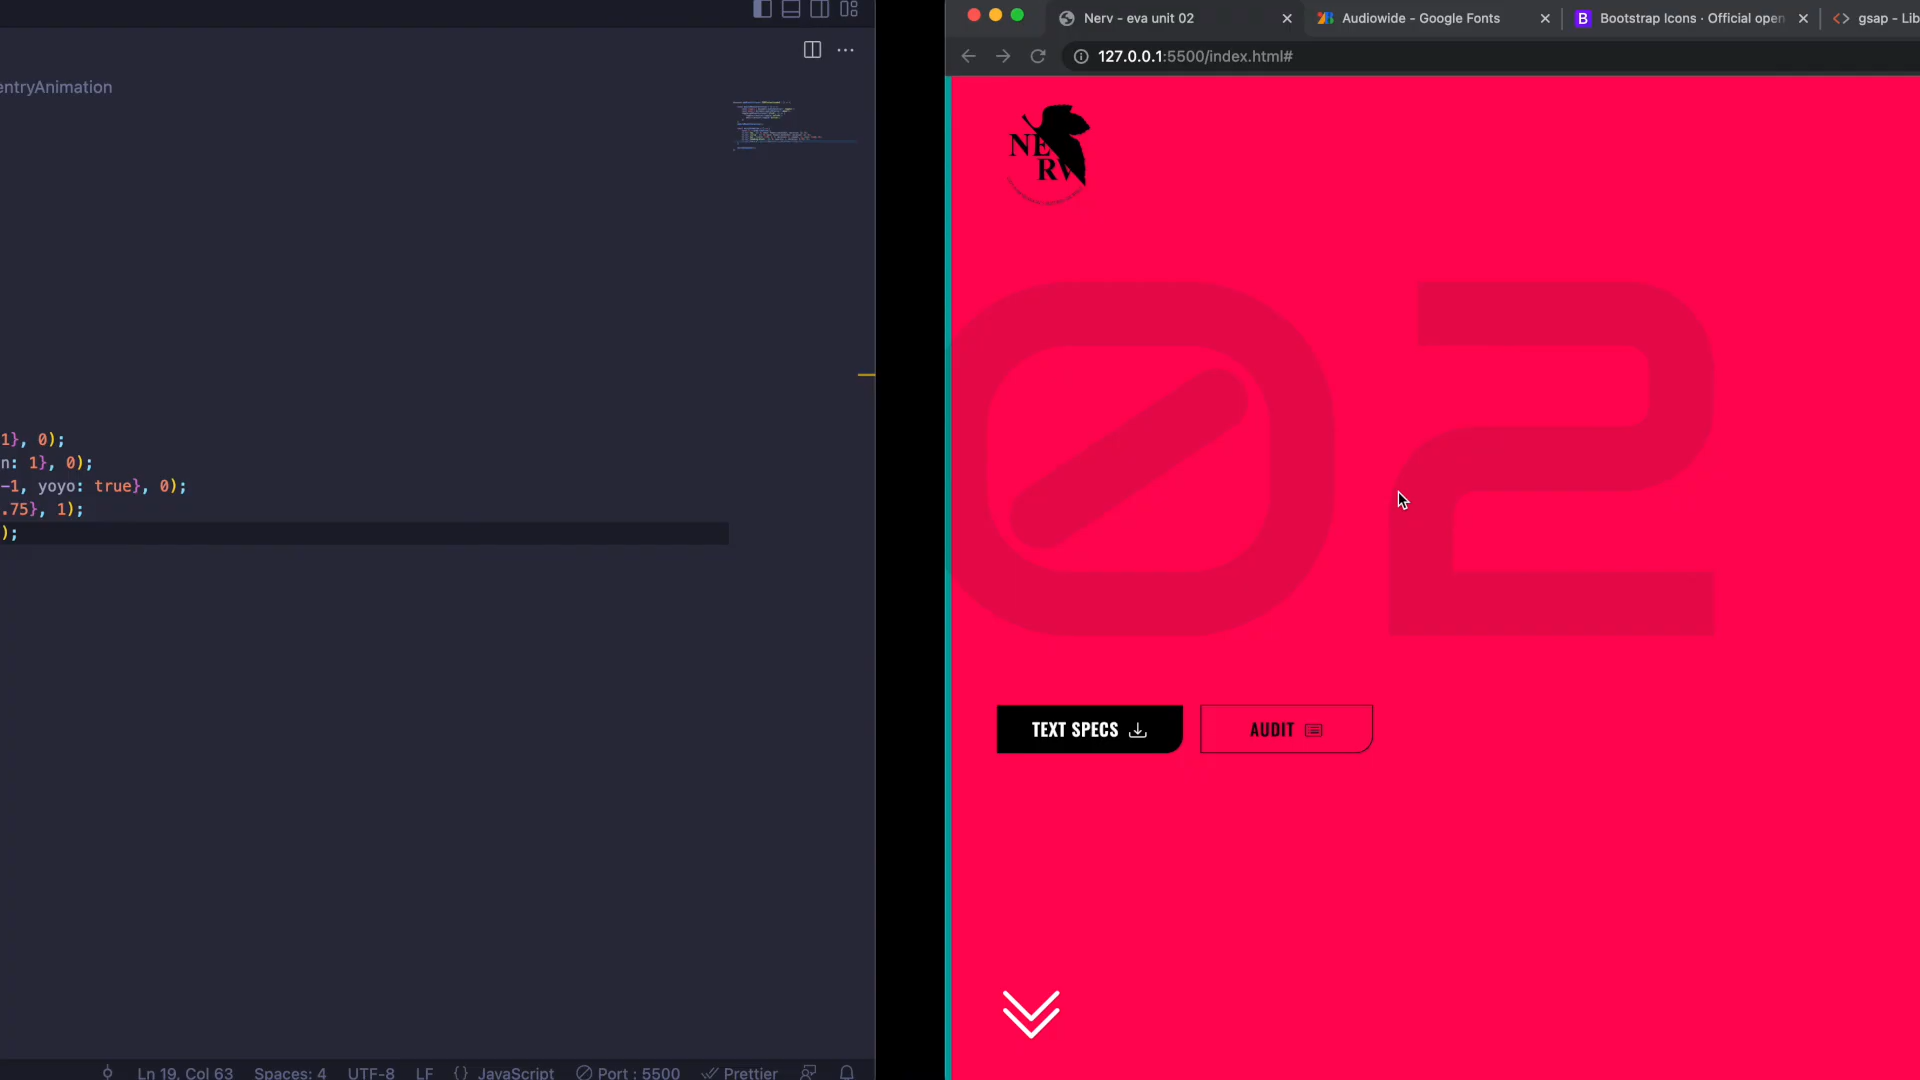 entryAnimation
1}, 0);
n: 1}, 0);
-1, yoyo: true}, 0);
.75}, 1);
);
Ln 19, Col 63
Spaces: 4
UTF-8
LF
{} JavaScript
Port : 5500
Prettier
Nerv - eva unit 02
Audiowide - Google Fonts
B
Bootstrap Icons · Official open
<> gsap - Lib
127.0.0.1:5500/index.html#
NE
RV
02
TEXT SPECS
AUDIT